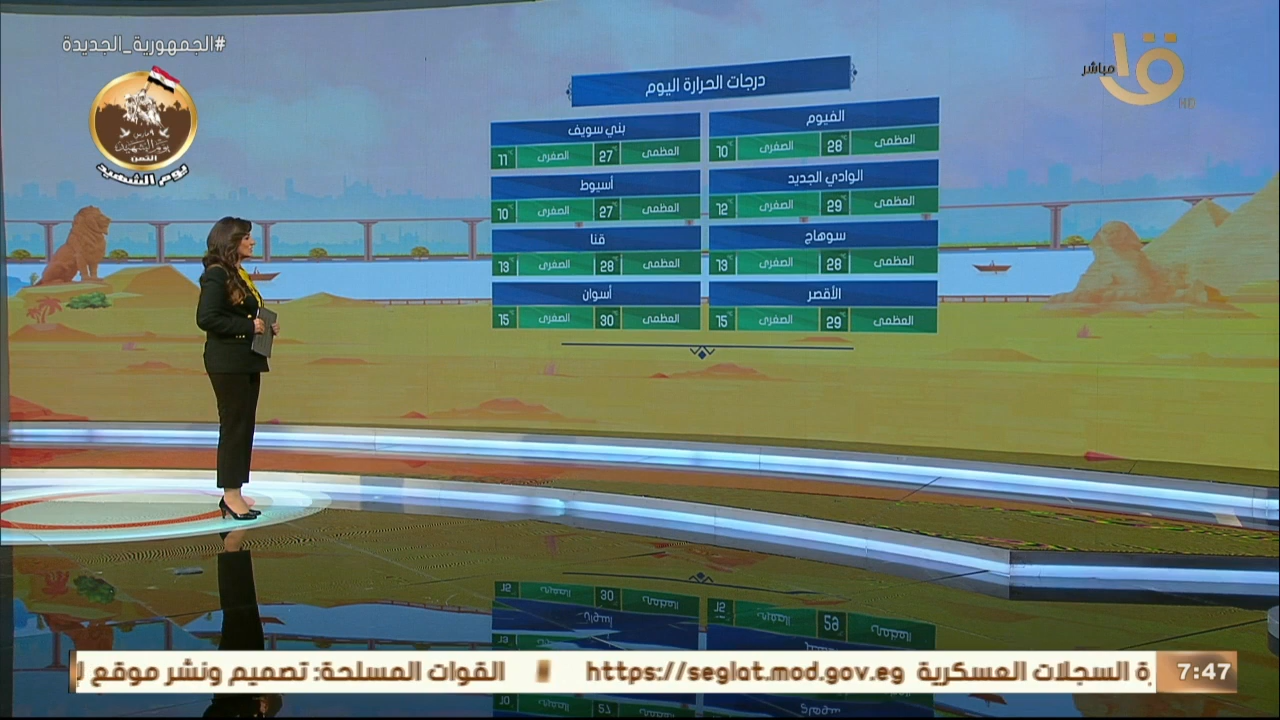 #الجمهورية_الجديدة
مباشر
HD
يوم الشهيد
درجات الحرارة اليوم
الفيوم
العظمى 28 الصغرى 10
بني سويف
العظمى 27 الصغرى 11
الوادي الجديد
العظمى 29 الصغرى 12
أسيوط
العظمى 27 الصغرى 10
سوهاج
العظمى 28 الصغرى 13
قنا
العظمى 28 الصغرى 13
الأقصر
العظمى 29 الصغرى 15
أسوان
العظمى 30 الصغرى 15
7:47
السجلات العسكرية https://seglat.mod.gov.eg القوات المسلحة: تصميم ونشر موقع